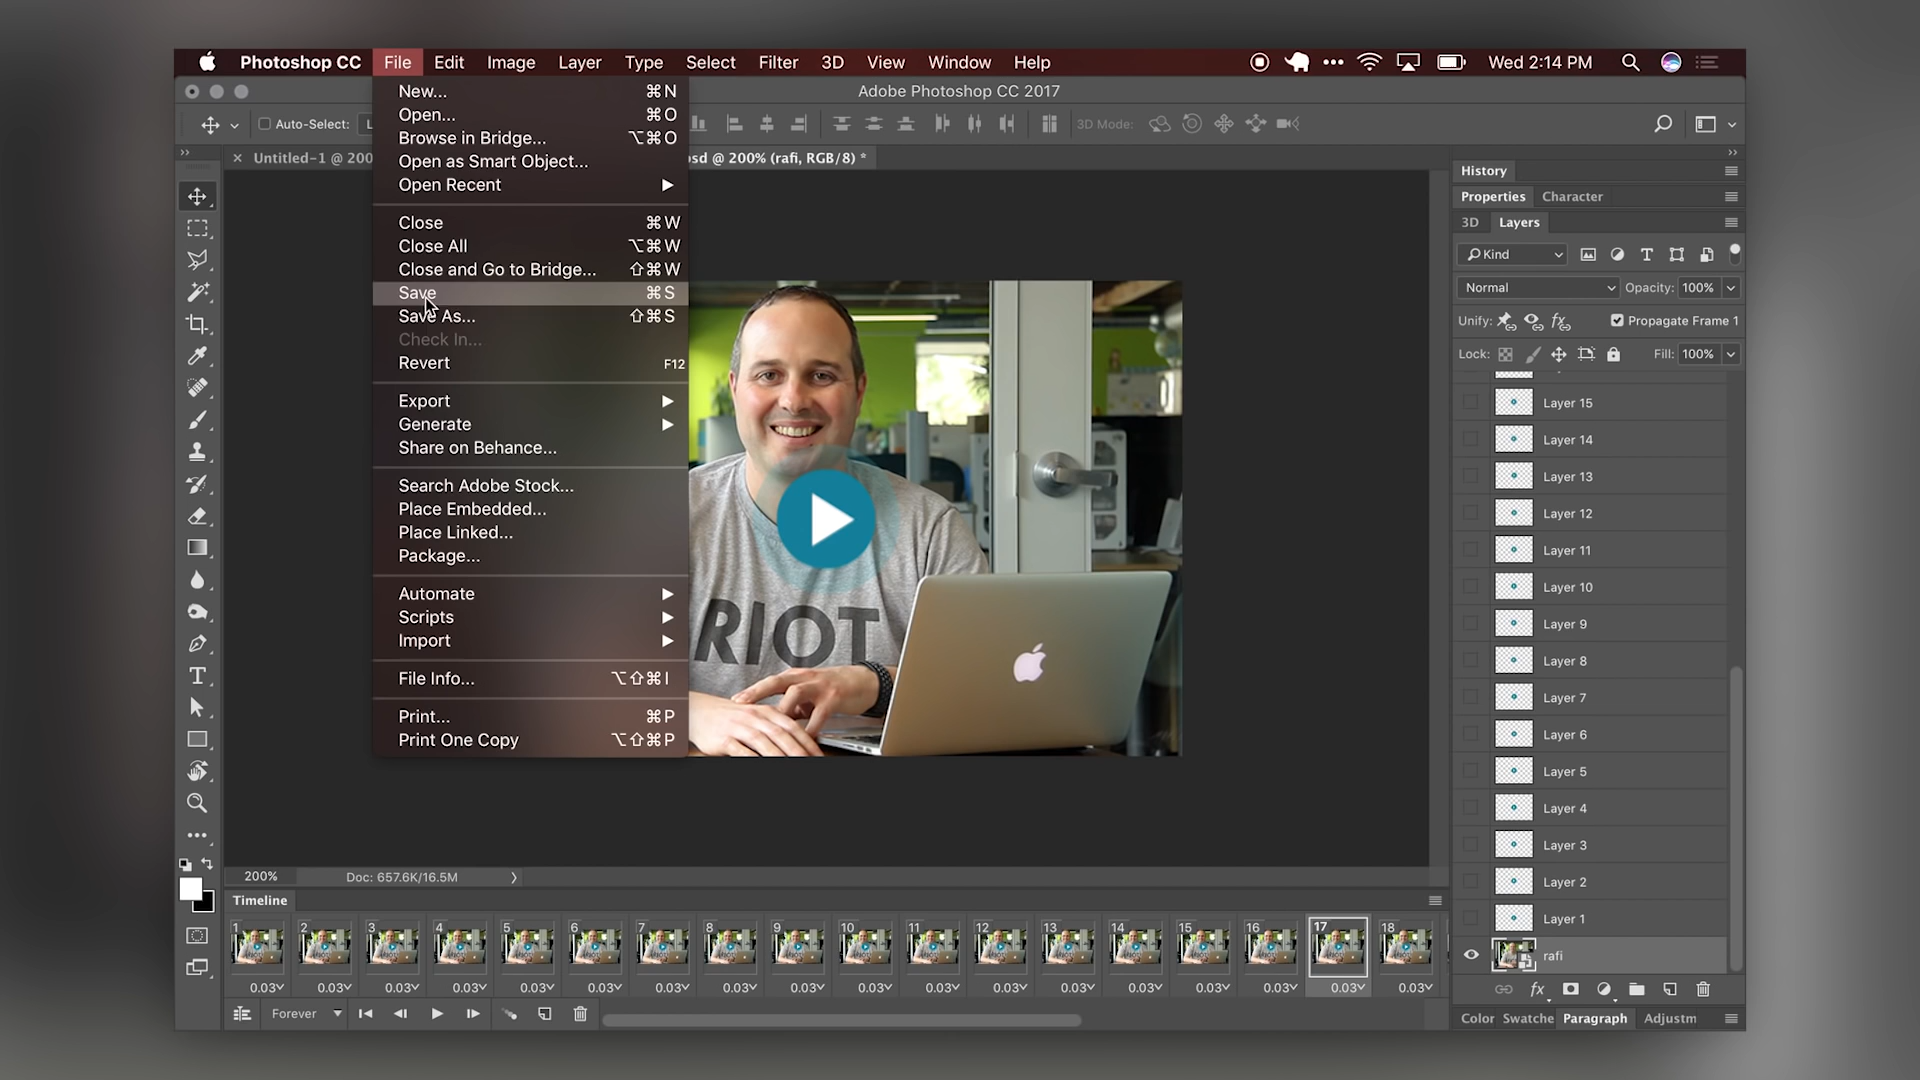 Photoshop CC File Edit Image Layer Type Select Filter 3D View Window Help Wed 2:14 PM
Adobe Photoshop CC 2017
Auto-Select: 3D Mode:
Untitled-1 @ 200 psd @ 200% (rafi, RGB/8) *
New... ⌘N
Open... ⌘O
Browse in Bridge... ⌥⌘O
Open as Smart Object...
Open Recent
Close ⌘W
Close All ⌥⌘W
Close and Go to Bridge... ⇧⌘W
Save ⌘S
Save As... ⇧⌘S
Check In...
Revert F12
Export
Generate
Share on Behance...
Search Adobe Stock...
Place Embedded...
Place Linked...
Package...
Automate
Scripts
Import
File Info... ⌥⇧⌘I
Print... ⌘P
Print One Copy ⌥⇧⌘P
RIOT
History
Properties Character
3D Layers
Kind
Normal Opacity: 100%
Unify: Propagate Frame 1
Lock: Fill: 100%
Layer 15
Layer 14
Layer 13
Layer 12
Layer 11
Layer 10
Layer 9
Layer 8
Layer 7
Layer 6
Layer 5
Layer 4
Layer 3
Layer 2
Layer 1
rafi
fx
Color Swatche Paragraph Adjustm
200% Doc: 657.6K/16.5M
Timeline
1 2 3 4 5 6 7 8 9 10 11 12 13 14 15 16 17 18
0.03 0.03 0.03 0.03 0.03 0.03 0.03 0.03 0.03 0.03 0.03 0.03 0.03 0.03 0.03 0.03 0.03 0.03
Forever